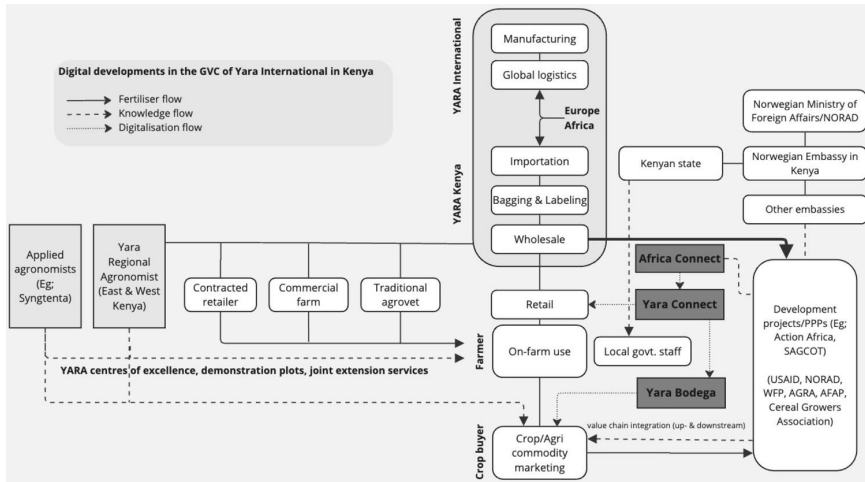 Digital developments in the GVC of Yara International in Kenya
Fertiliser flow
Knowledge flow
Digitalisation flow
YARA International
Manufacturing
Global logistics
Europe
Africa
YARA Kenya
Importation
Bagging & Labeling
Wholesale
Kenyan state
Norwegian Ministry of
Foreign Affairs/NORAD
Norwegian Embassy in
Kenya
Other embassies
Applied
agronomists
(Eg;
Syngtenta)
Yara
Regional
Agronomist
(East & West
Kenya)
Contracted
retailer
Commercial
farm
Traditional
agrovet
Africa Connect
Yara Connect
Yara Bodega
Retail
Farmer
On-farm use
Local govt. staff
Development
projects/PPPs (Eg;
Action Africa,
SAGCOT)
(USAID, NORAD,
WFP, AGRA, AFAP,
Cereal Growers
Association)
YARA centres of excellence, demonstration plots, joint extension services
value chain integration (up- & downstream)
Crop buyer
Crop/Agri
commodity
marketing